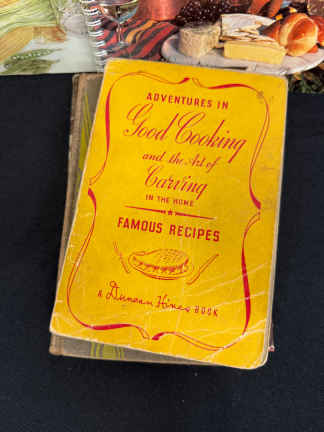 ADVENTURES IN
Good Cooking
and the Art of
Carving
IN THE HOME
FAMOUS RECIPES
A Duncan Hines BOOK